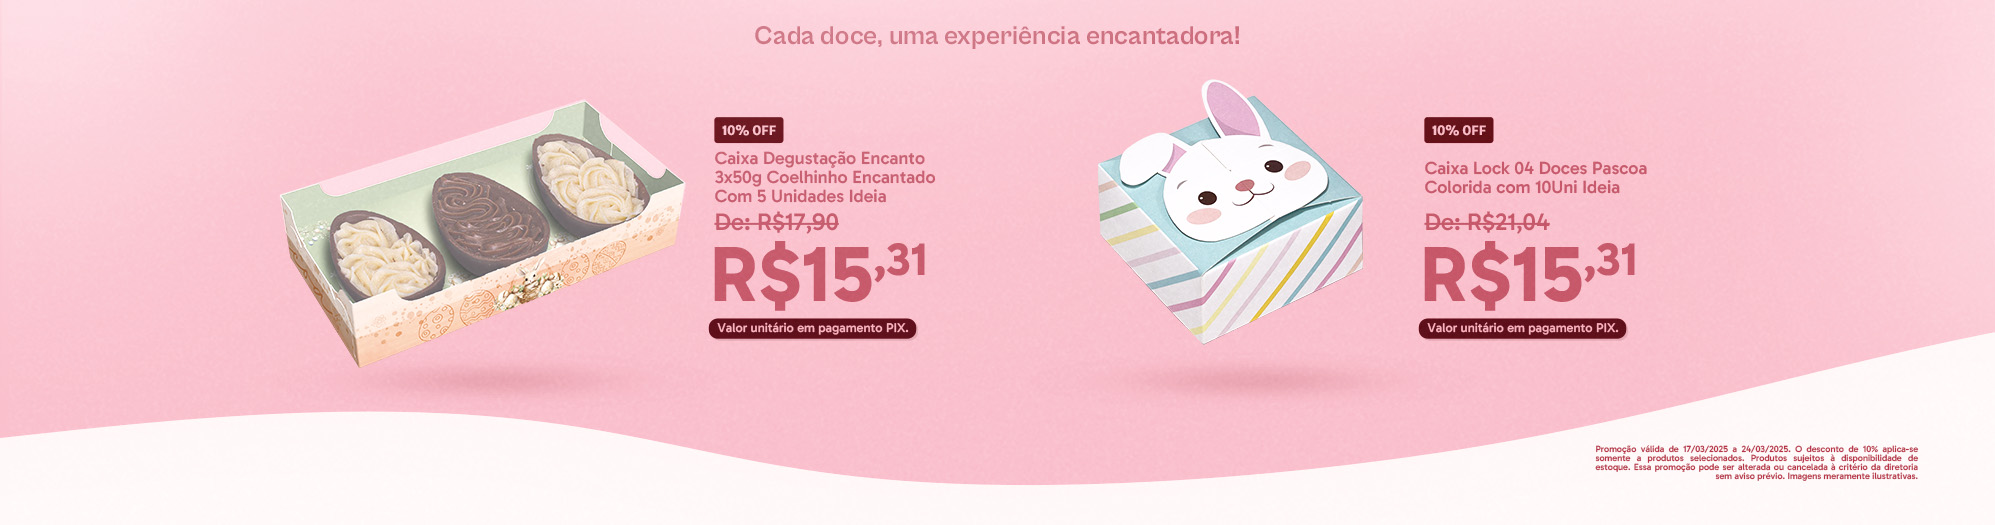 Cada doce, uma experiência encantadora!
10% OFF
Caixa Degustação Encanto
3x50g Coelhinho Encantado
Com 5 Unidades Ideia
De: R$17,90
R$15,31
Valor unitário em pagamento PIX.
10% OFF
Caixa Lock 04 Doces Pascoa
Colorida com 10Uni Ideia
De: R$21,04
R$15,31
Valor unitário em pagamento PIX.
Promoção válida de 17/03/2025 a 24/03/2025. O desconto de 10% aplica-se
somente a produtos selecionados. Produtos sujeitos à disponibilidade de
estoque. Essa promoção pode ser alterada ou cancelada à critério da diretoria
sem aviso prévio. Imagens meramente ilustrativas.